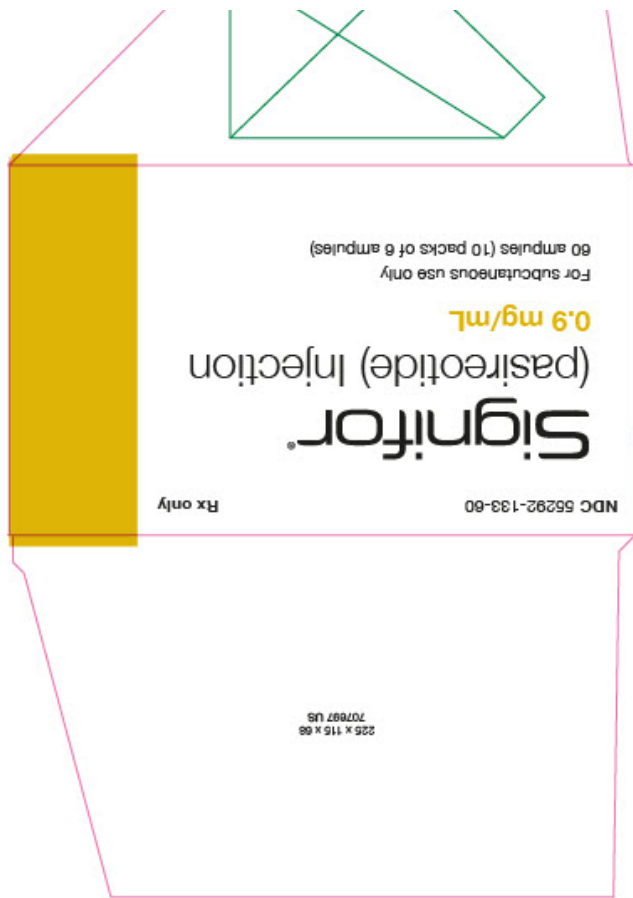 NDC 55292-133-60 Rx only
Signifor®
(pasireotide) Injection
0.9 mg/mL
For subcutaneous use only
60 ampules (10 packs of 6 ampules)
225 x 115 x 68
707697 US